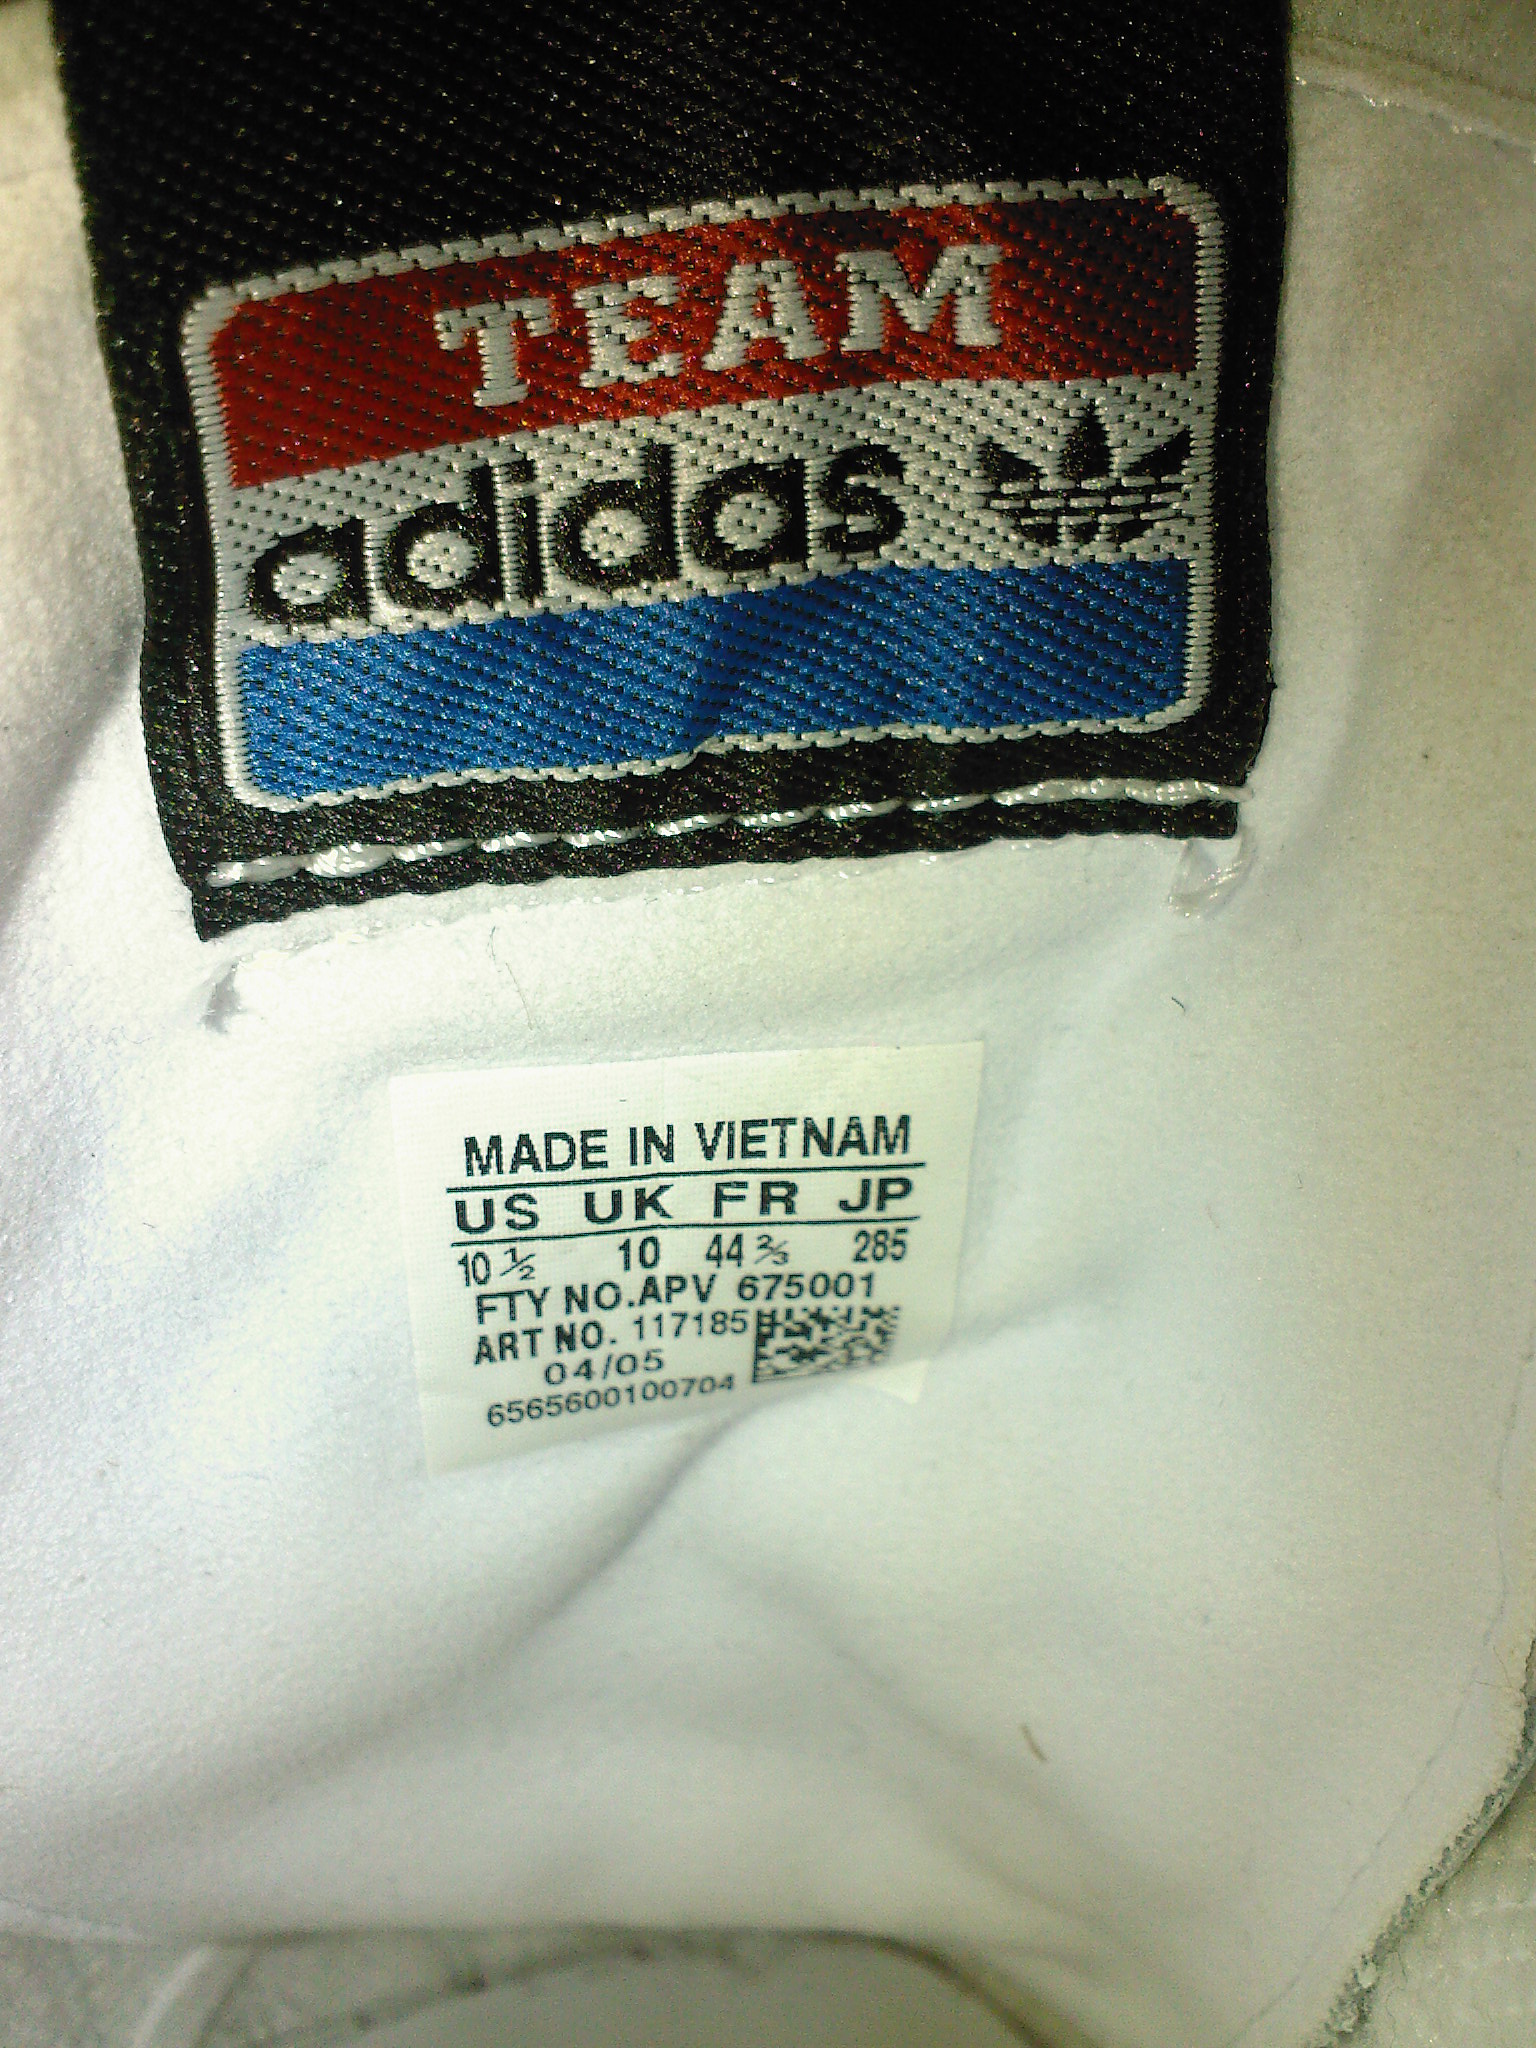 TEAM
adidas
MADE IN VIETNAM
US UK FR JP
10 ½ 10 44 ⅔ 285
FTY NO.APV 675001
ART NO. 117185
04/05
6565600100704